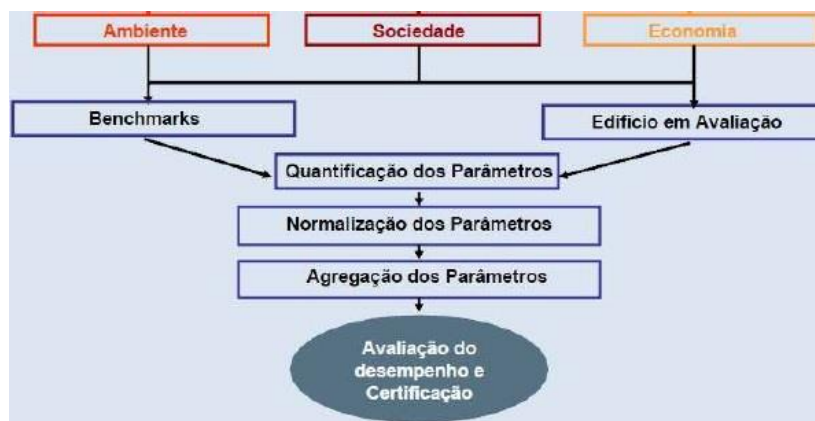 Ambiente
Sociedade
Economia
Benchmarks
Edifício em Avaliação
Quantificação dos Parâmetros
Normalização dos Parâmetros
Agregação dos Parâmetros
Avaliação do
desempenho e
Certificação